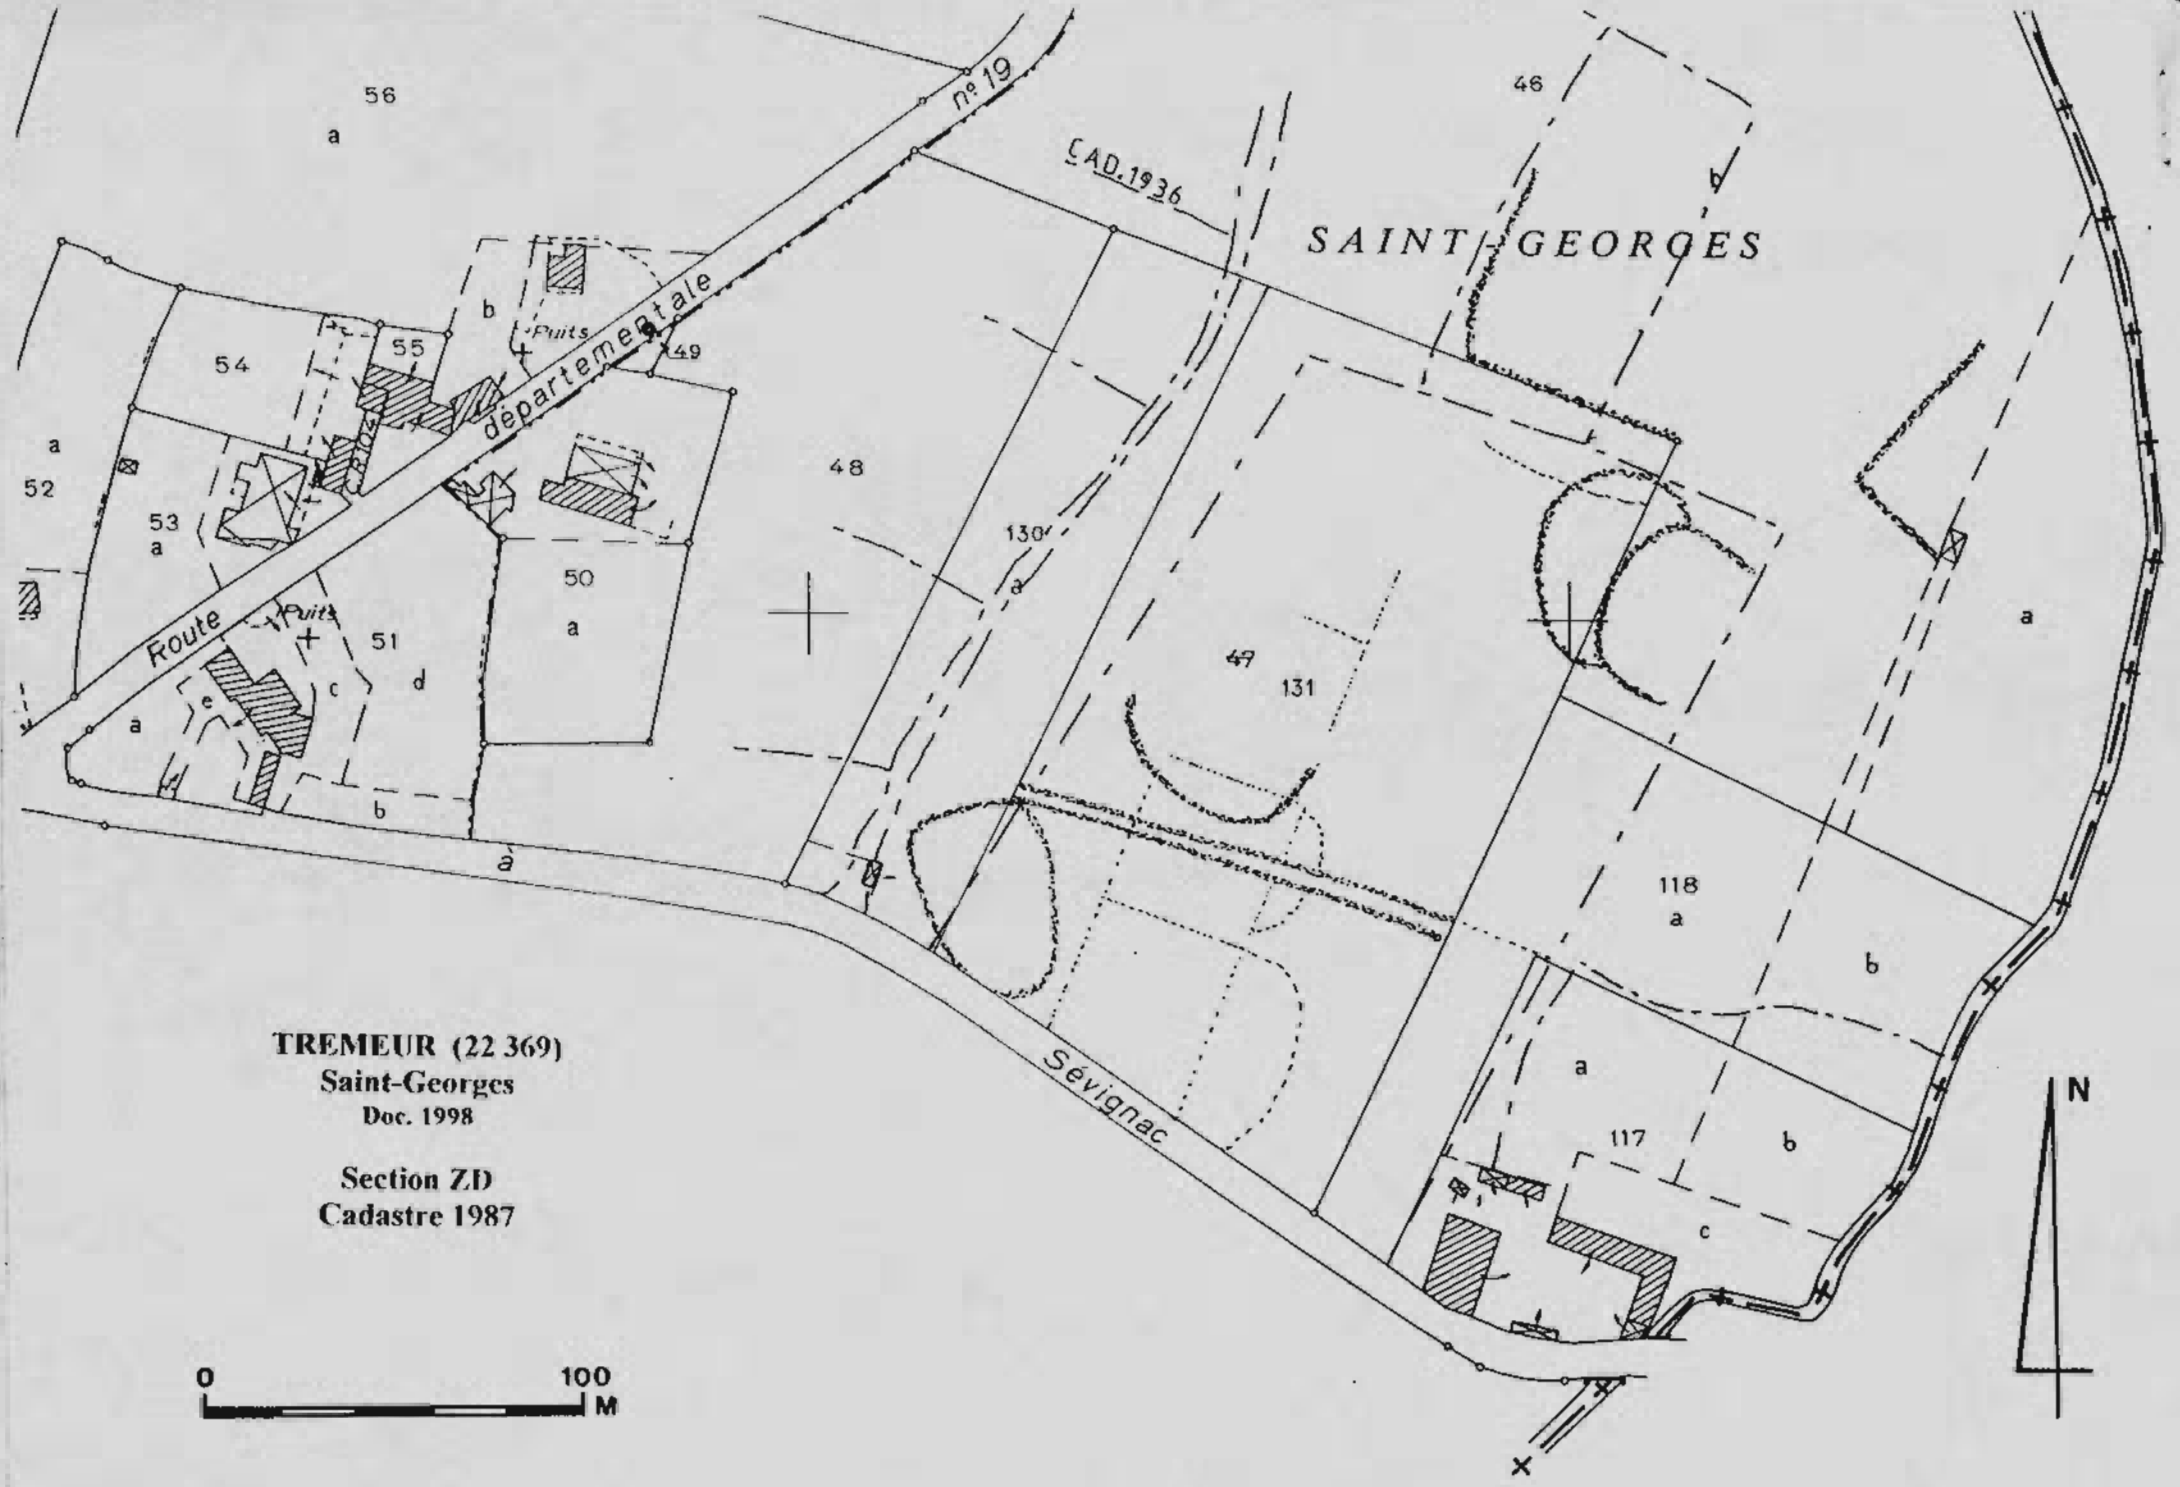 56
a
nº 19
46
CAD.1936
b
SAINT-GEORGES
b
Puits
départementale
49
55
54
a
52
48
53
a
130
a
50
a
a
Route
Puits
51
d
c
e
a
47
131
b
a
118
a
b
Sévignac
a
117
b
c
TREMEUR (22 369)
Saint-Georges
Doc. 1998
Section ZD
Cadastre 1987
N
0 100
M